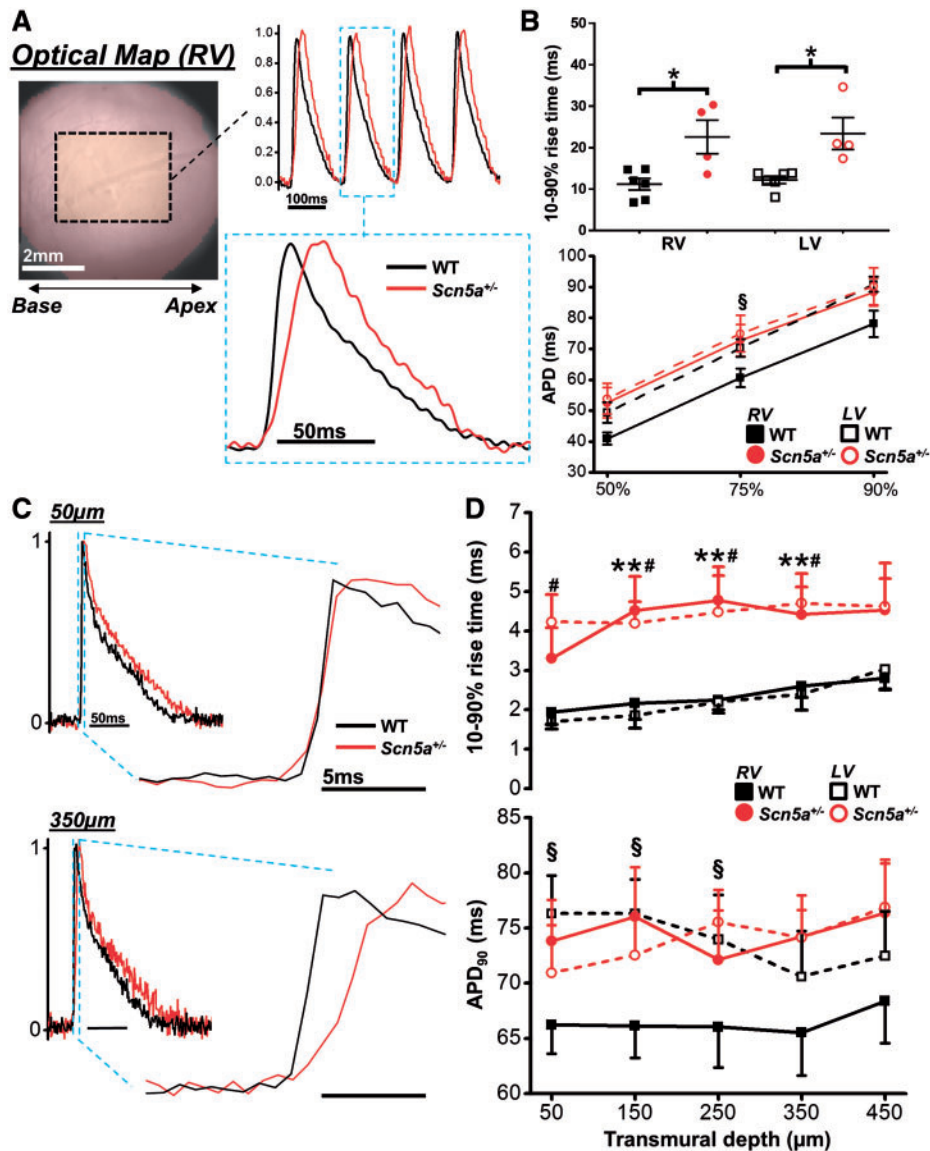 A
Optical Map (RV)
2mm
Base
Apex
1.0
0.8
0.6
0.4
0.2
0.0
100ms
WT
Scn5a+/-
50ms
B
10-90% rise time (ms)
50
40
30
20
10
0
*
*
RV
LV
APD (ms)
100
90
80
70
60
50
40
30
§
RV LV
WT WT
Scn5a+/- Scn5a+/-
50% 75% 90%
C
50µm
1
0
50ms
WT
Scn5a+/-
5ms
350µm
1
0
D
10-90% rise time (ms)
7
6
5
4
3
2
1
0
# **# **# **#
RV LV
WT WT
Scn5a+/- Scn5a+/-
APD90 (ms)
85
80
75
70
65
60
§ § §
50 150 250 350 450
Transmural depth (µm)